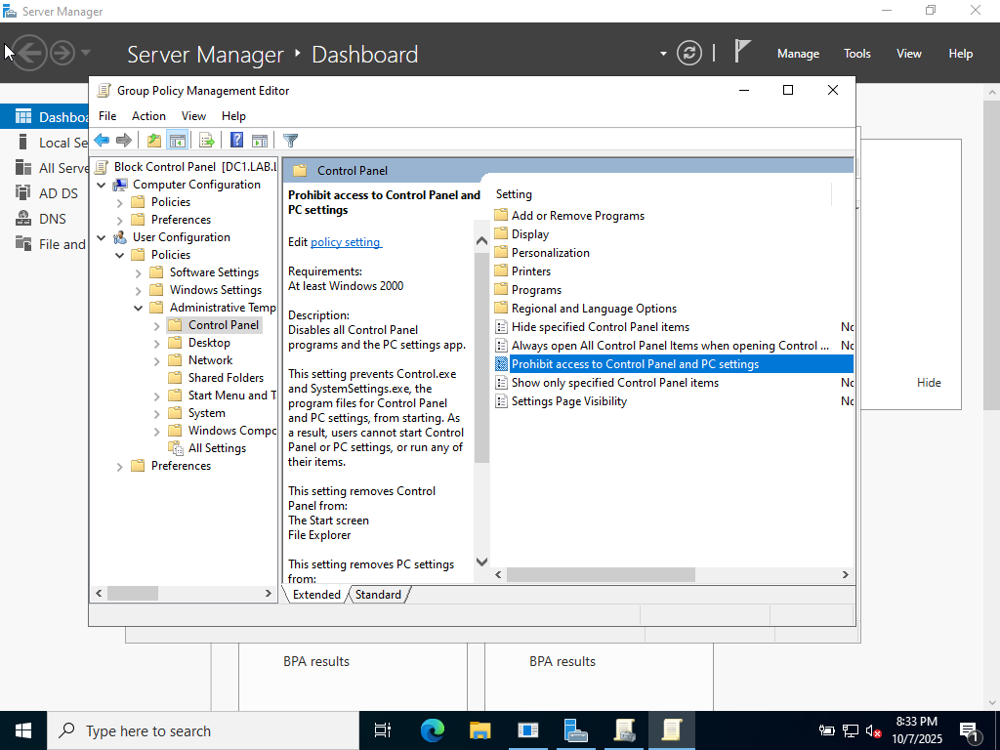 Server Manager
Server Manager • Dashboard
Manage
Tools
View
Help
Group Policy Management Editor
File
Action
View
Help
Dashboa
Local Se
All Serve
AD DS
DNS
File and
Block Control Panel [DC1.LAB.L
Computer Configuration
Policies
Preferences
User Configuration
Policies
Software Settings
Windows Settings
Administrative Temp
Control Panel
Desktop
Network
Shared Folders
Start Menu and T
System
Windows Compo
All Settings
Preferences
Control Panel
Prohibit access to Control Panel and
PC settings
Edit policy setting
Requirements:
At least Windows 2000
Description:
Disables all Control Panel
programs and the PC settings app.
This setting prevents Control.exe
and SystemSettings.exe, the
program files for Control Panel
and PC settings, from starting. As
a result, users cannot start Control
Panel or PC settings, or run any of
their items.
This setting removes Control
Panel from:
The Start screen
File Explorer
This setting removes PC settings
from:
Setting
Add or Remove Programs
Display
Personalization
Printers
Programs
Regional and Language Options
Hide specified Control Panel items No
Always open All Control Panel Items when opening Control ... No
Prohibit access to Control Panel and PC settings
Show only specified Control Panel items No
Settings Page Visibility No
Extended
Standard
Hide
BPA results
BPA results
Type here to search
8:33 PM
10/7/2025
1